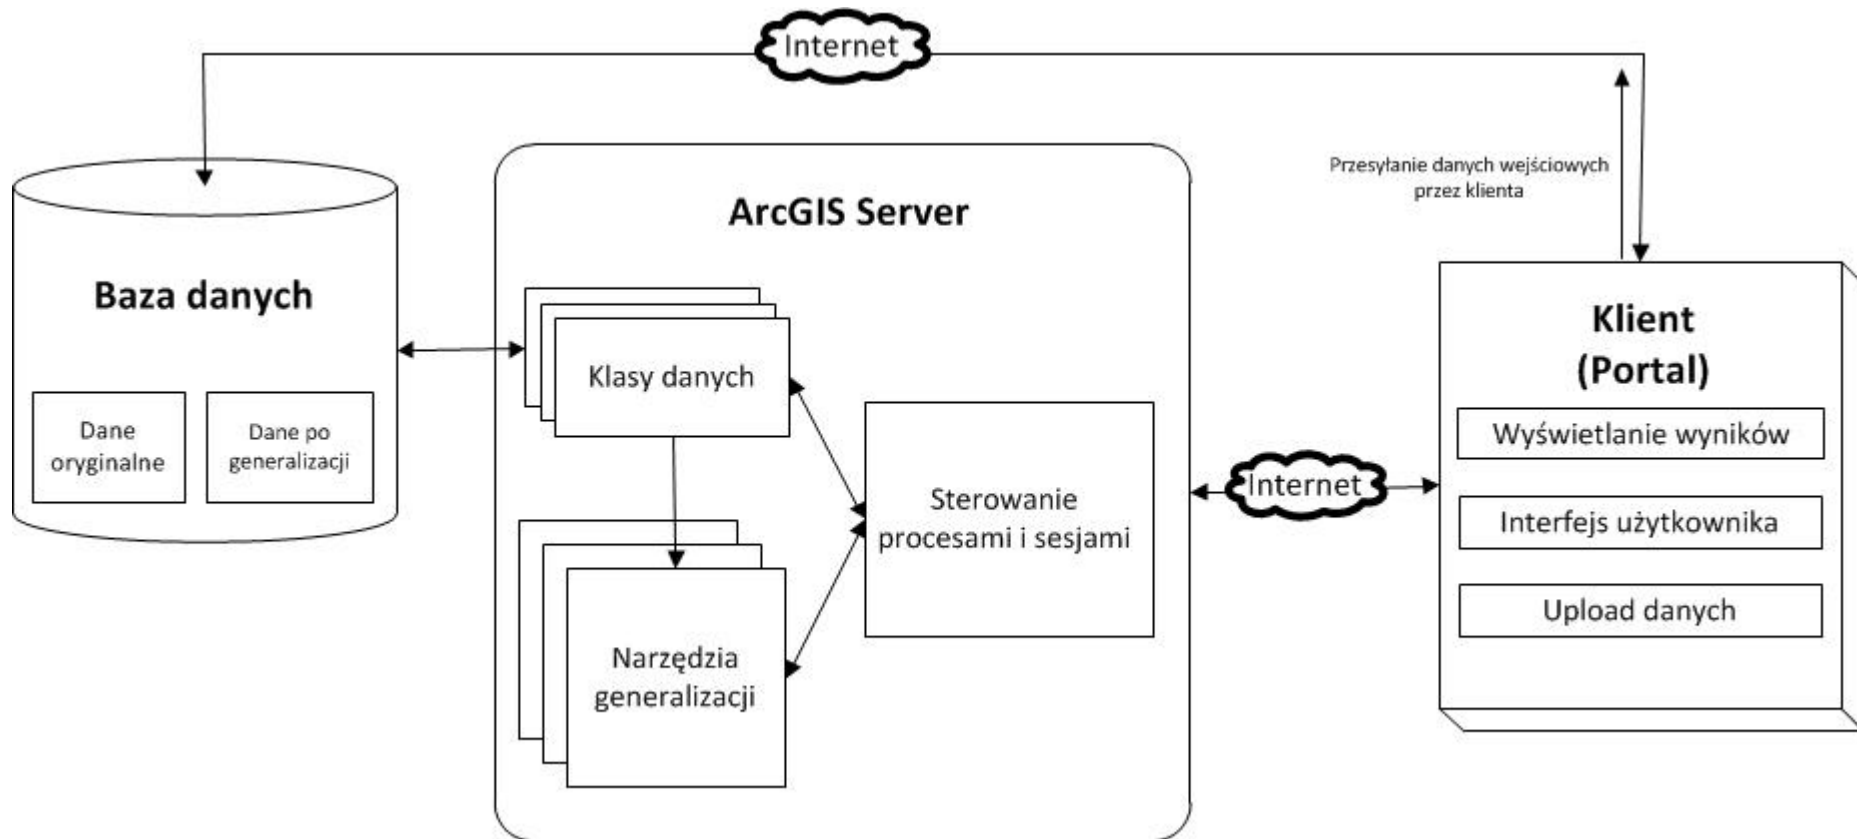 Internet
Przesyłanie danych wejściowych
przez klienta
Baza danych
Dane
oryginalne
Dane po
generalizacji
ArcGIS Server
Klasy danych
Narzędzia
generalizacji
Sterowanie
procesami i sesjami
Internet
Klient
(Portal)
Wyświetlanie wyników
Interfejs użytkownika
Upload danych